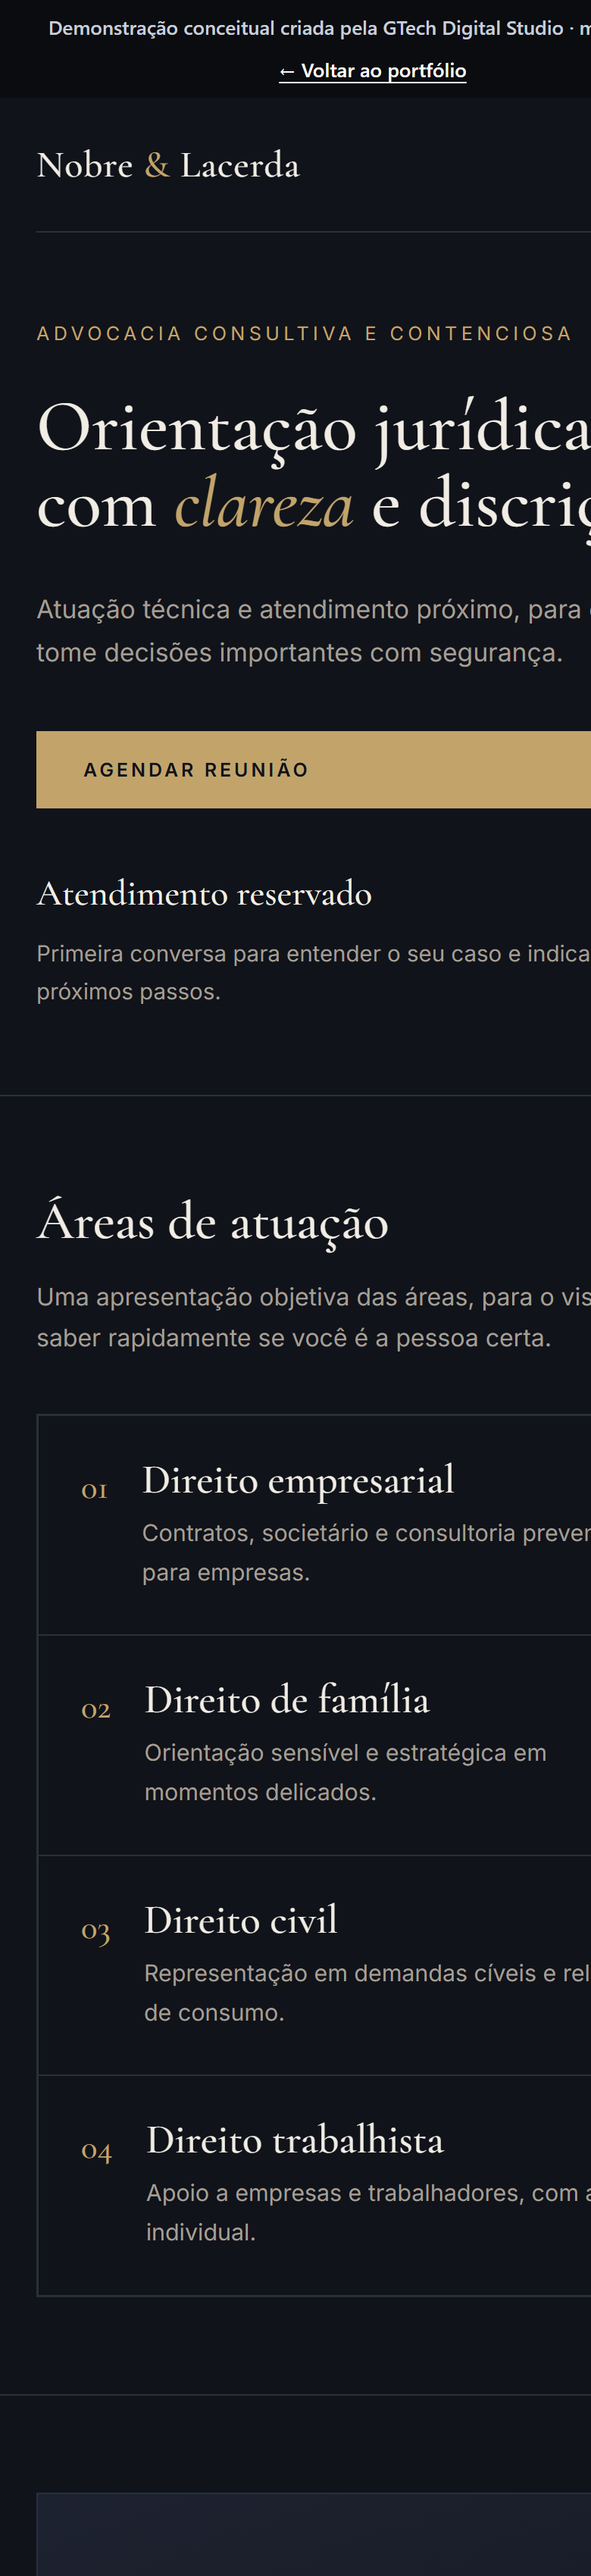 Demonstração conceitual criada pela GTech Digital Studio ·
← Voltar ao portfólio
Nobre & Lacerda
ADVOCACIA CONSULTIVA E CONTENCIOSA
Orientação jurídica
com clareza e
Atuação técnica e atendimento próximo, para
tome decisões importantes com segurança.
AGENDAR REUNIÃO
Atendimento reservado
Primeira conversa para entender o seu caso e
próximos passos.
Áreas de atuação
Uma apresentação objetiva das áreas, para o
saber rapidamente se você é a pessoa certa.
01 Direito empresarial
Contratos, societário e consultoria
para empresas.
02 Direito de família
Orientação sensível e estratégica em
momentos delicados.
03 Direito civil
Representação em demandas cíveis e
de consumo.
04 Direito trabalhista
Apoio a empresas e trabalhadores, com
individual.